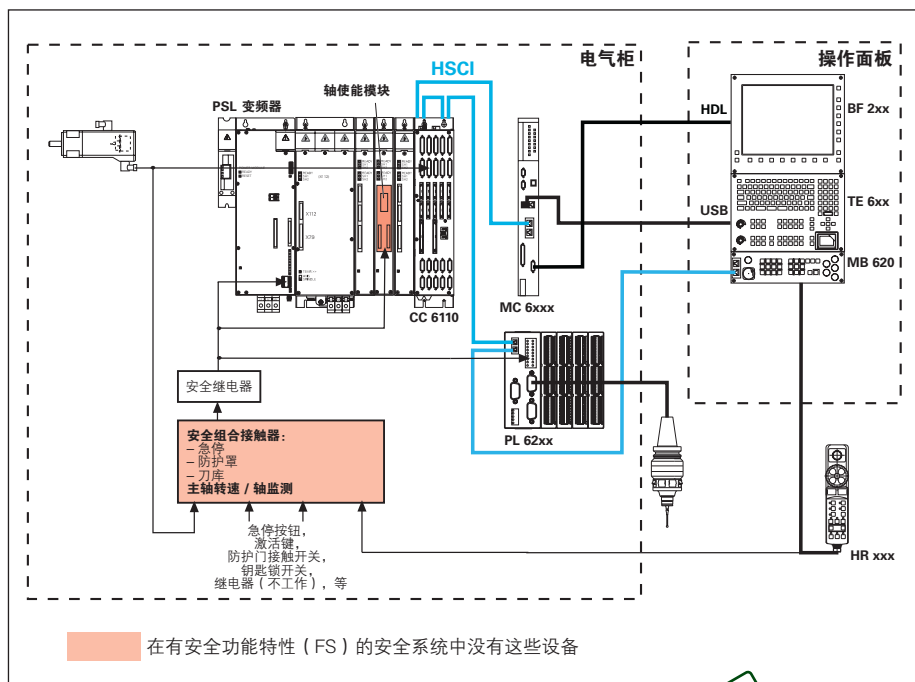 电气柜
操作面板
HSCI
轴使能模块
PSL 变频器
HDL
BF 2xx
X112
X79
USB
TE 6xx
MB 620
MC 6xxx
CC 6110
安全继电器
PL 62xx
安全组合接触器：
– 急停
– 防护罩
– 刀库
主轴转速 / 轴监测
急停按钮，
激活键，
防护门接触开关，
钥匙锁开关，
继电器（不工作），等
HR xxx
在有安全功能特性（FS）的安全系统中没有这些设备